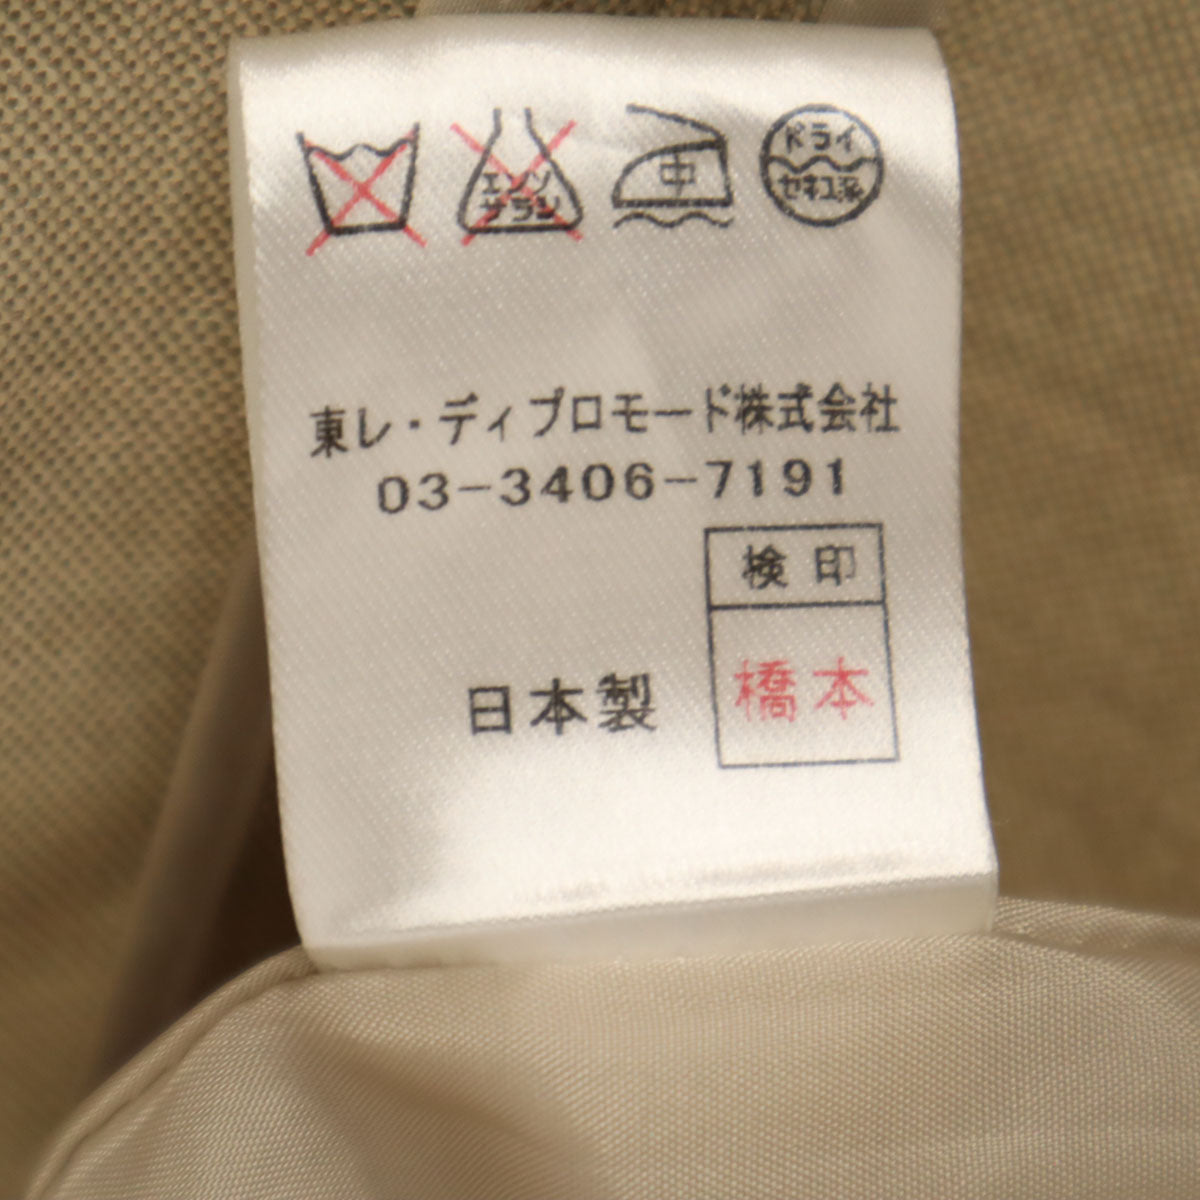 エンソ
サラシ
中
ドライ
セキユ系
東レ・ディプロモード株式会社
03-3406-7191
検印
橋本
日本製